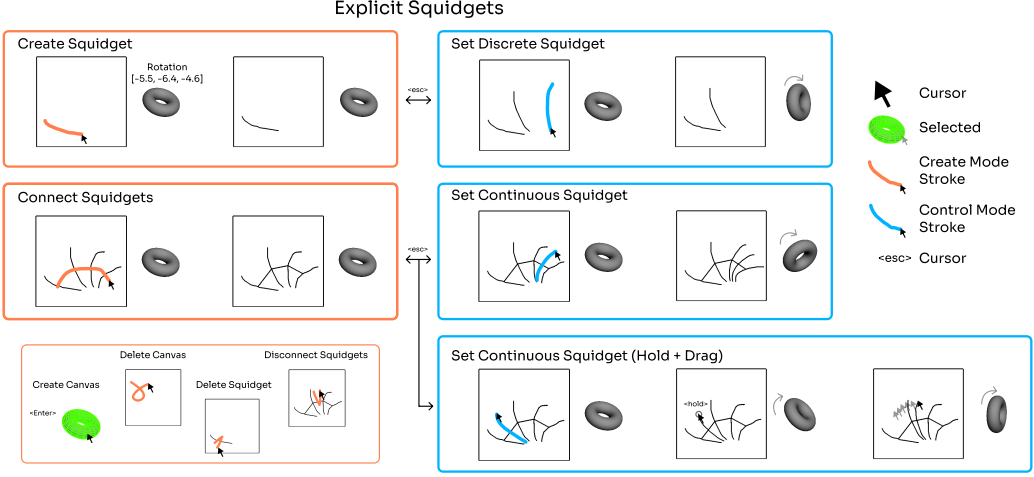 Explicit Squidgets
Create Squidget
Rotation
[-5.5, -6.4, -4.6]
<esc>
Set Discrete Squidget
Connect Squidgets
<esc>
Set Continuous Squidget
Create Canvas
<Enter>
Delete Canvas
Delete Squidget
Disconnect Squidgets
Set Continuous Squidget (Hold + Drag)
<hold>
Cursor
Selected
Create Mode
Stroke
Control Mode
Stroke
<esc> Cursor